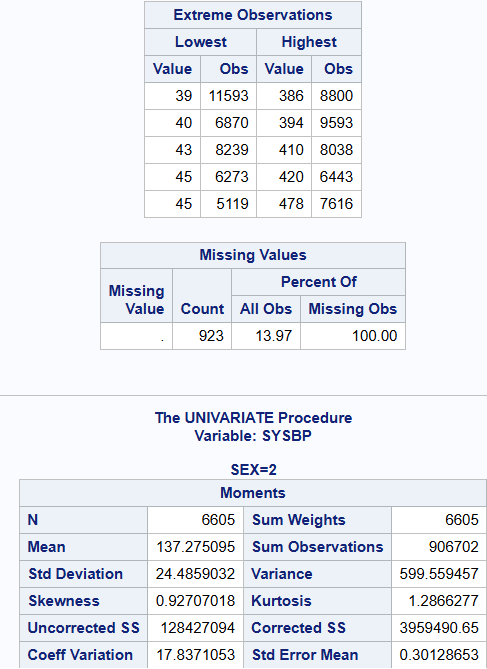 Extreme Observations
Lowest Highest
Value Obs Value Obs
39 11593 386 8800
40 6870 394 9593
43 8239 410 8038
45 6273 420 6443
45 5119 478 7616
Missing Values
Missing Value Count Percent Of
All Obs Missing Obs
. 923 13.97 100.00
The UNIVARIATE Procedure
Variable: SYSBP
SEX=2
Moments
N 6605 Sum Weights 6605
Mean 137.275095 Sum Observations 906702
Std Deviation 24.4859032 Variance 599.559457
Skewness 0.92707018 Kurtosis 1.2866277
Uncorrected SS 128427094 Corrected SS 3959490.65
Coeff Variation 17.8371053 Std Error Mean 0.30128653